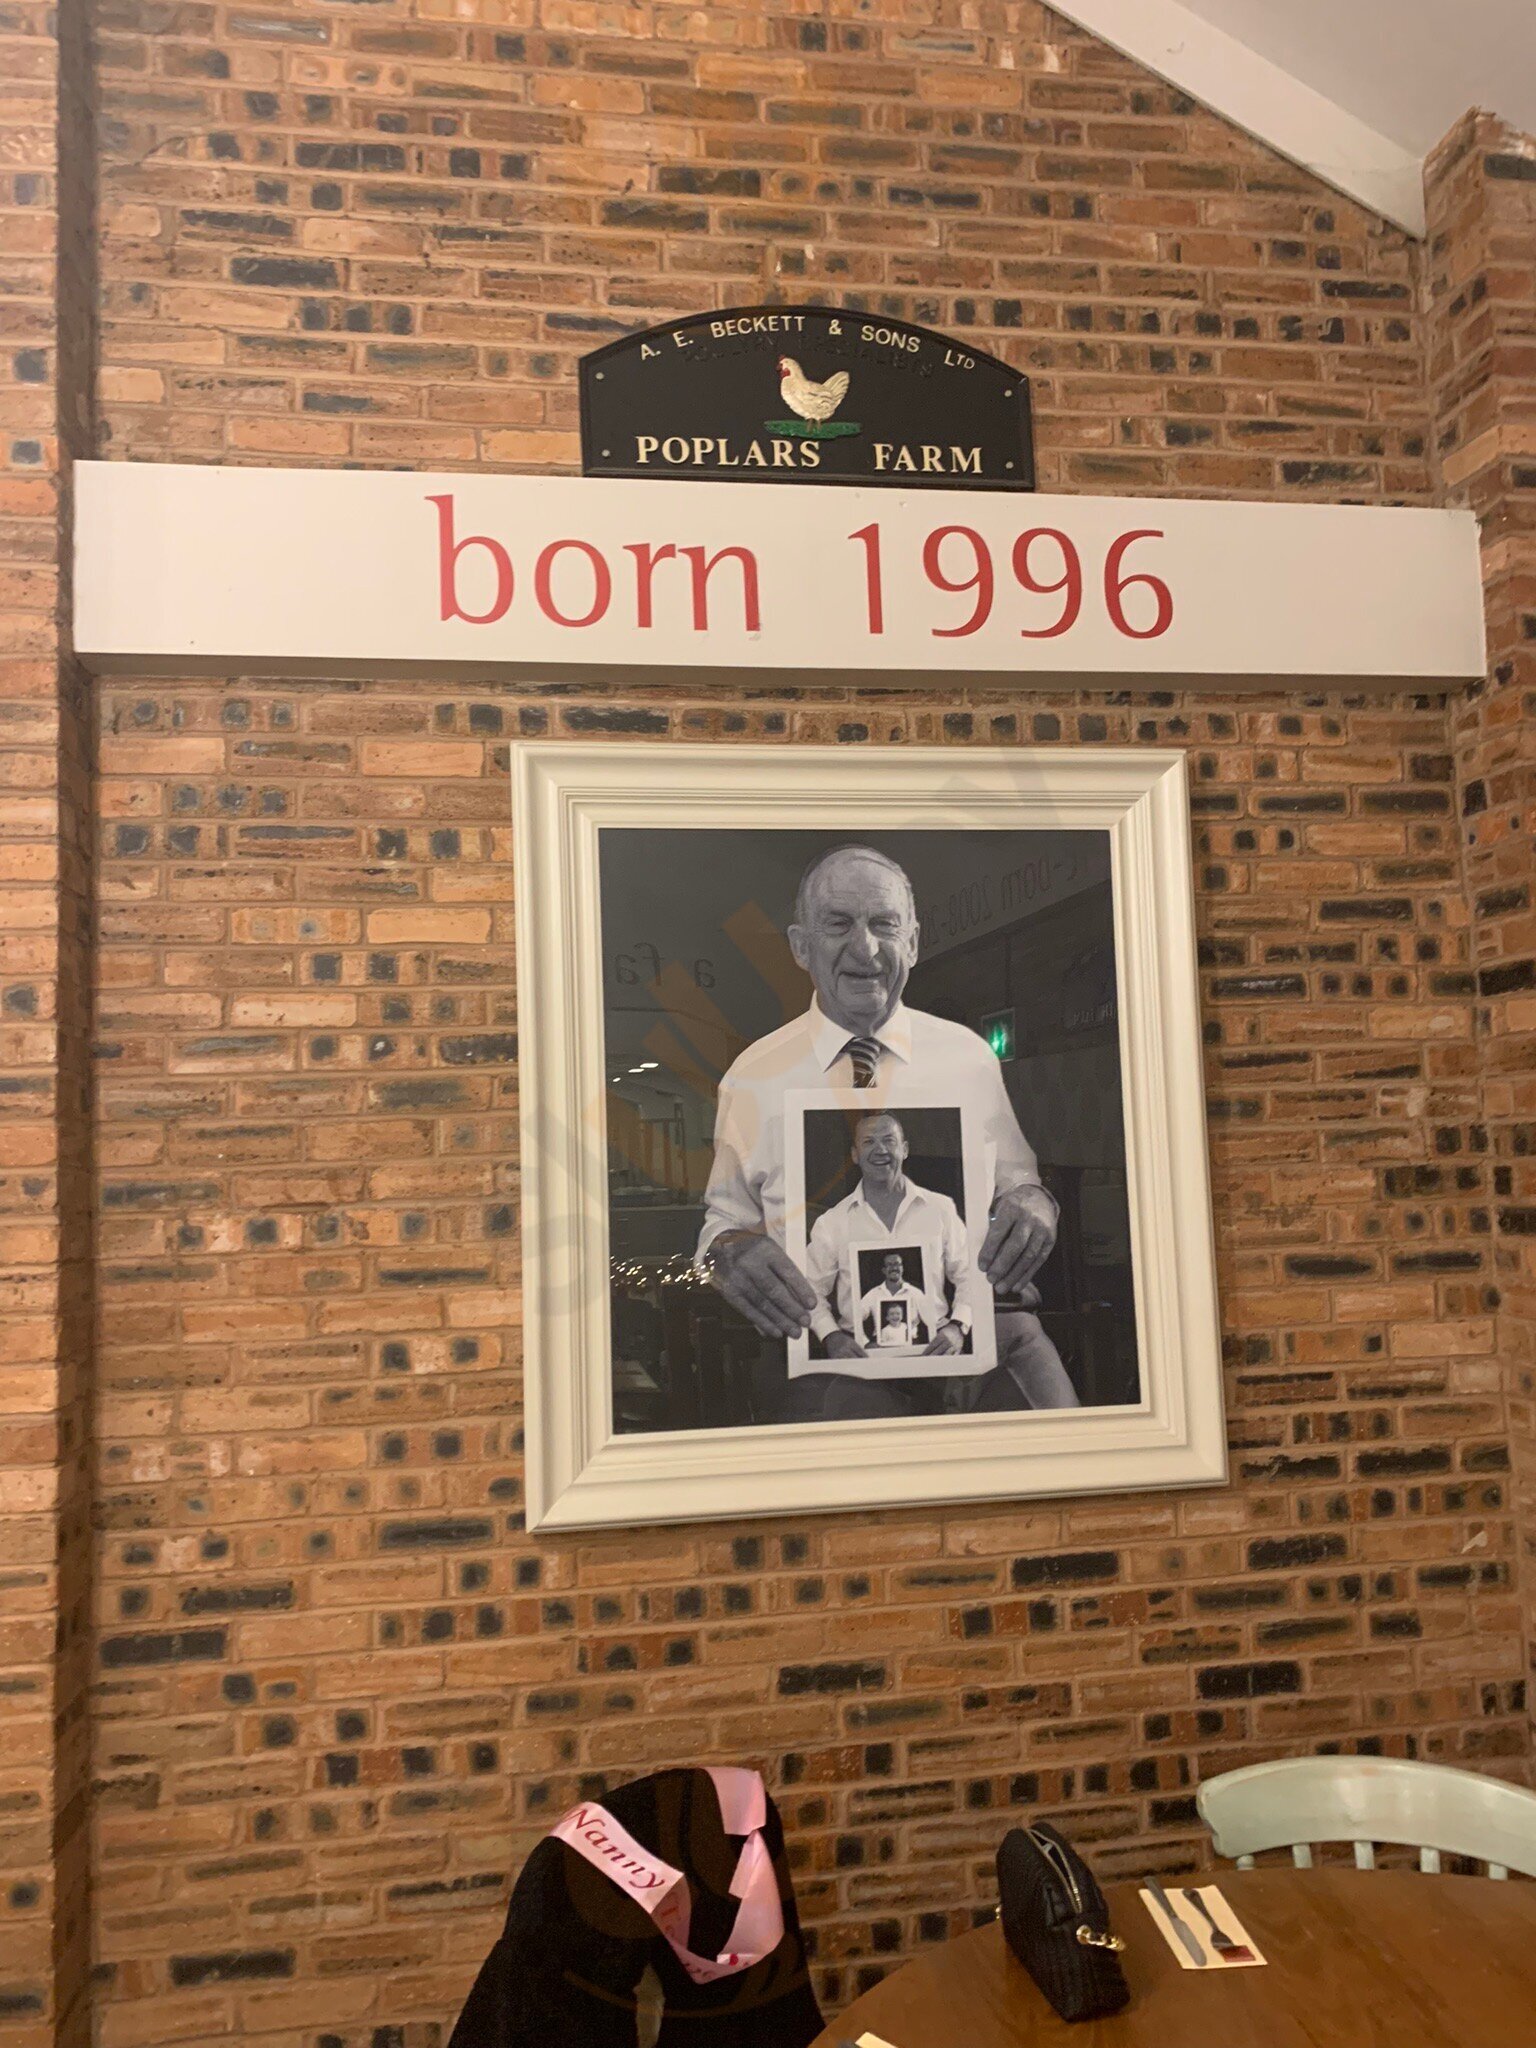 A. E. BECKETT & SONS LTD
POPLARS FARM
born 1996
Nanny